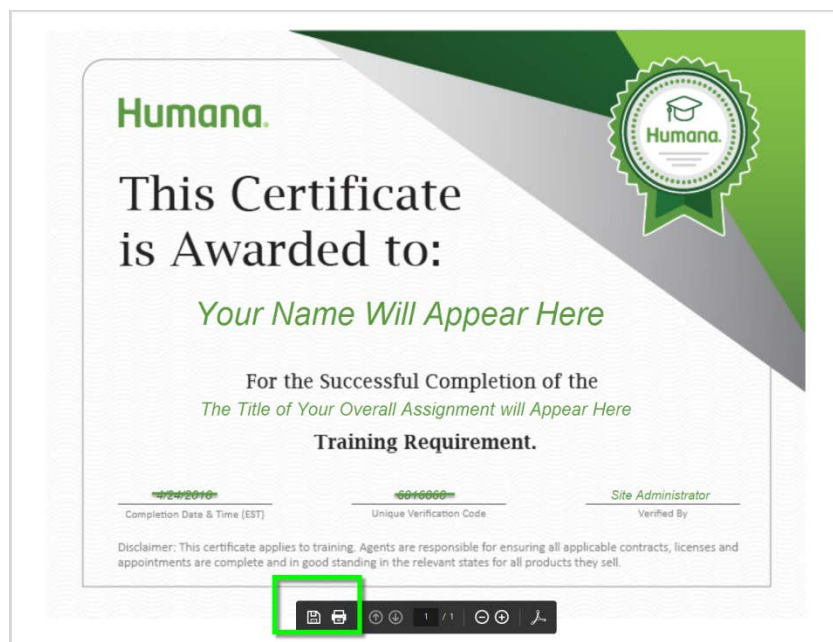 Humana.
Humana.
This Certificate
is Awarded to:
Your Name Will Appear Here
For the Successful Completion of the
The Title of Your Overall Assignment will Appear Here
Training Requirement.
4/24/2018 Site Administrator
Completion Date & Time (EST) Unique Verification Code Verified By
Disclaimer: This certificate applies to training. Agents are responsible for ensuring all applicable contracts, licenses and
appointments are complete and in good standing in the relevant states for all products they sell.
1 / 1